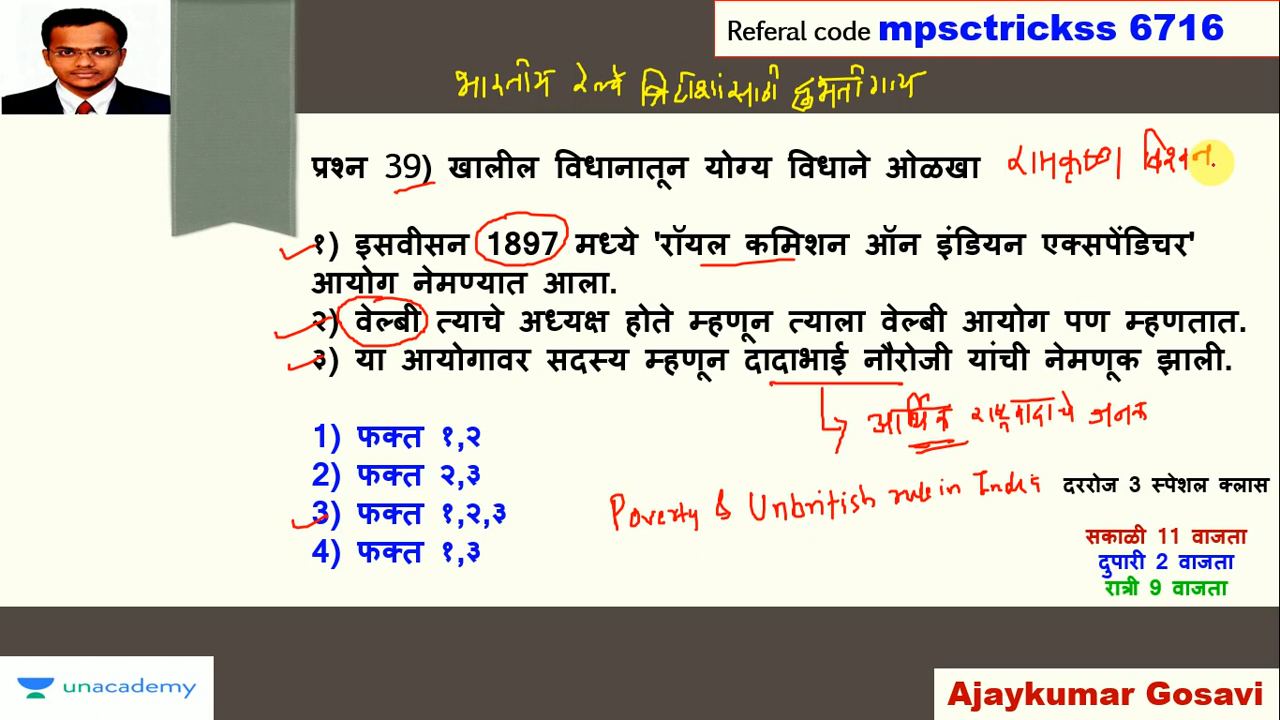 Referal code mpsctrickss 6716
भारतीय रेल्वे ब्रिटीशांसाठी दुभती गाय
प्रश्न 39) खालील विधानातून योग्य विधाने ओळखा
रामकृष्ण मिशन
१) इसवीसन 1897 मध्ये 'रॉयल कमिशन ऑन इंडियन एक्सपेंडिचर'
आयोग नेमण्यात आला.
२) वेल्बी त्याचे अध्यक्ष होते म्हणून त्याला वेल्बी आयोग पण म्हणतात.
३) या आयोगावर सदस्य म्हणून दादाभाई नौरोजी यांची नेमणूक झाली.
आर्थिक राष्ट्रवादाचे जनक
1) फक्त १,२
2) फक्त २,३
3) फक्त १,२,३
4) फक्त १,३
Poverty & Unbritish rule in India
दररोज 3 स्पेशल क्लास
सकाळी 11 वाजता
दुपारी 2 वाजता
रात्री 9 वाजता
unacademy
Ajaykumar Gosavi